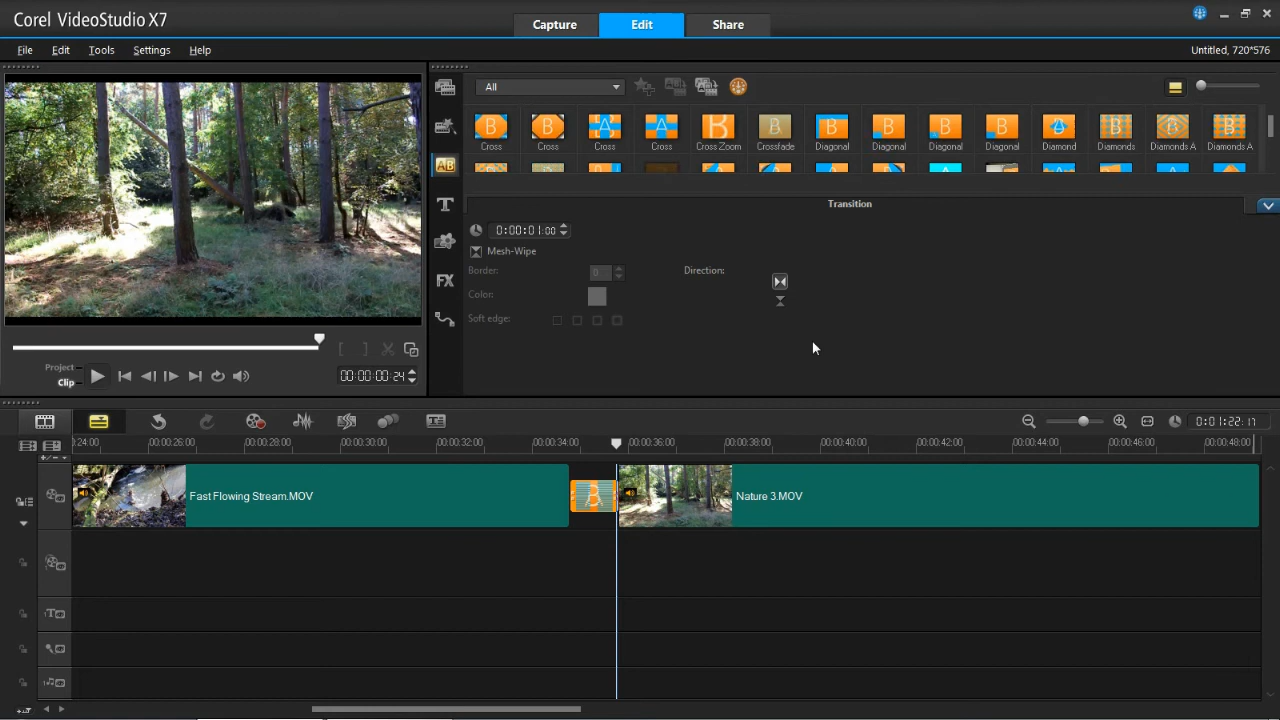 Corel VideoStudio X7
Capture
Edit
Share
File
Edit
Tools
Settings
Help
Untitled, 720*576
All
Cross
Cross
Cross
Cross
Cross Zoom
Crossfade
Diagonal
Diagonal
Diagonal
Diagonal
Diamond
Diamonds
Diamonds A
Diamonds A
Transition
0:00:01:00
Mesh-Wipe
Border:
0
Direction:
Color:
Soft edge:
Project
Clip
00:00:00:24
0:01:22:17
:24:00
00:00:26:00
00:00:28:00
00:00:30:00
00:00:32:00
00:00:34:00
00:00:36:00
00:00:38:00
00:00:40:00
00:00:42:00
00:00:44:00
00:00:46:00
00:00:48:00
Fast Flowing Stream.MOV
Nature 3.MOV